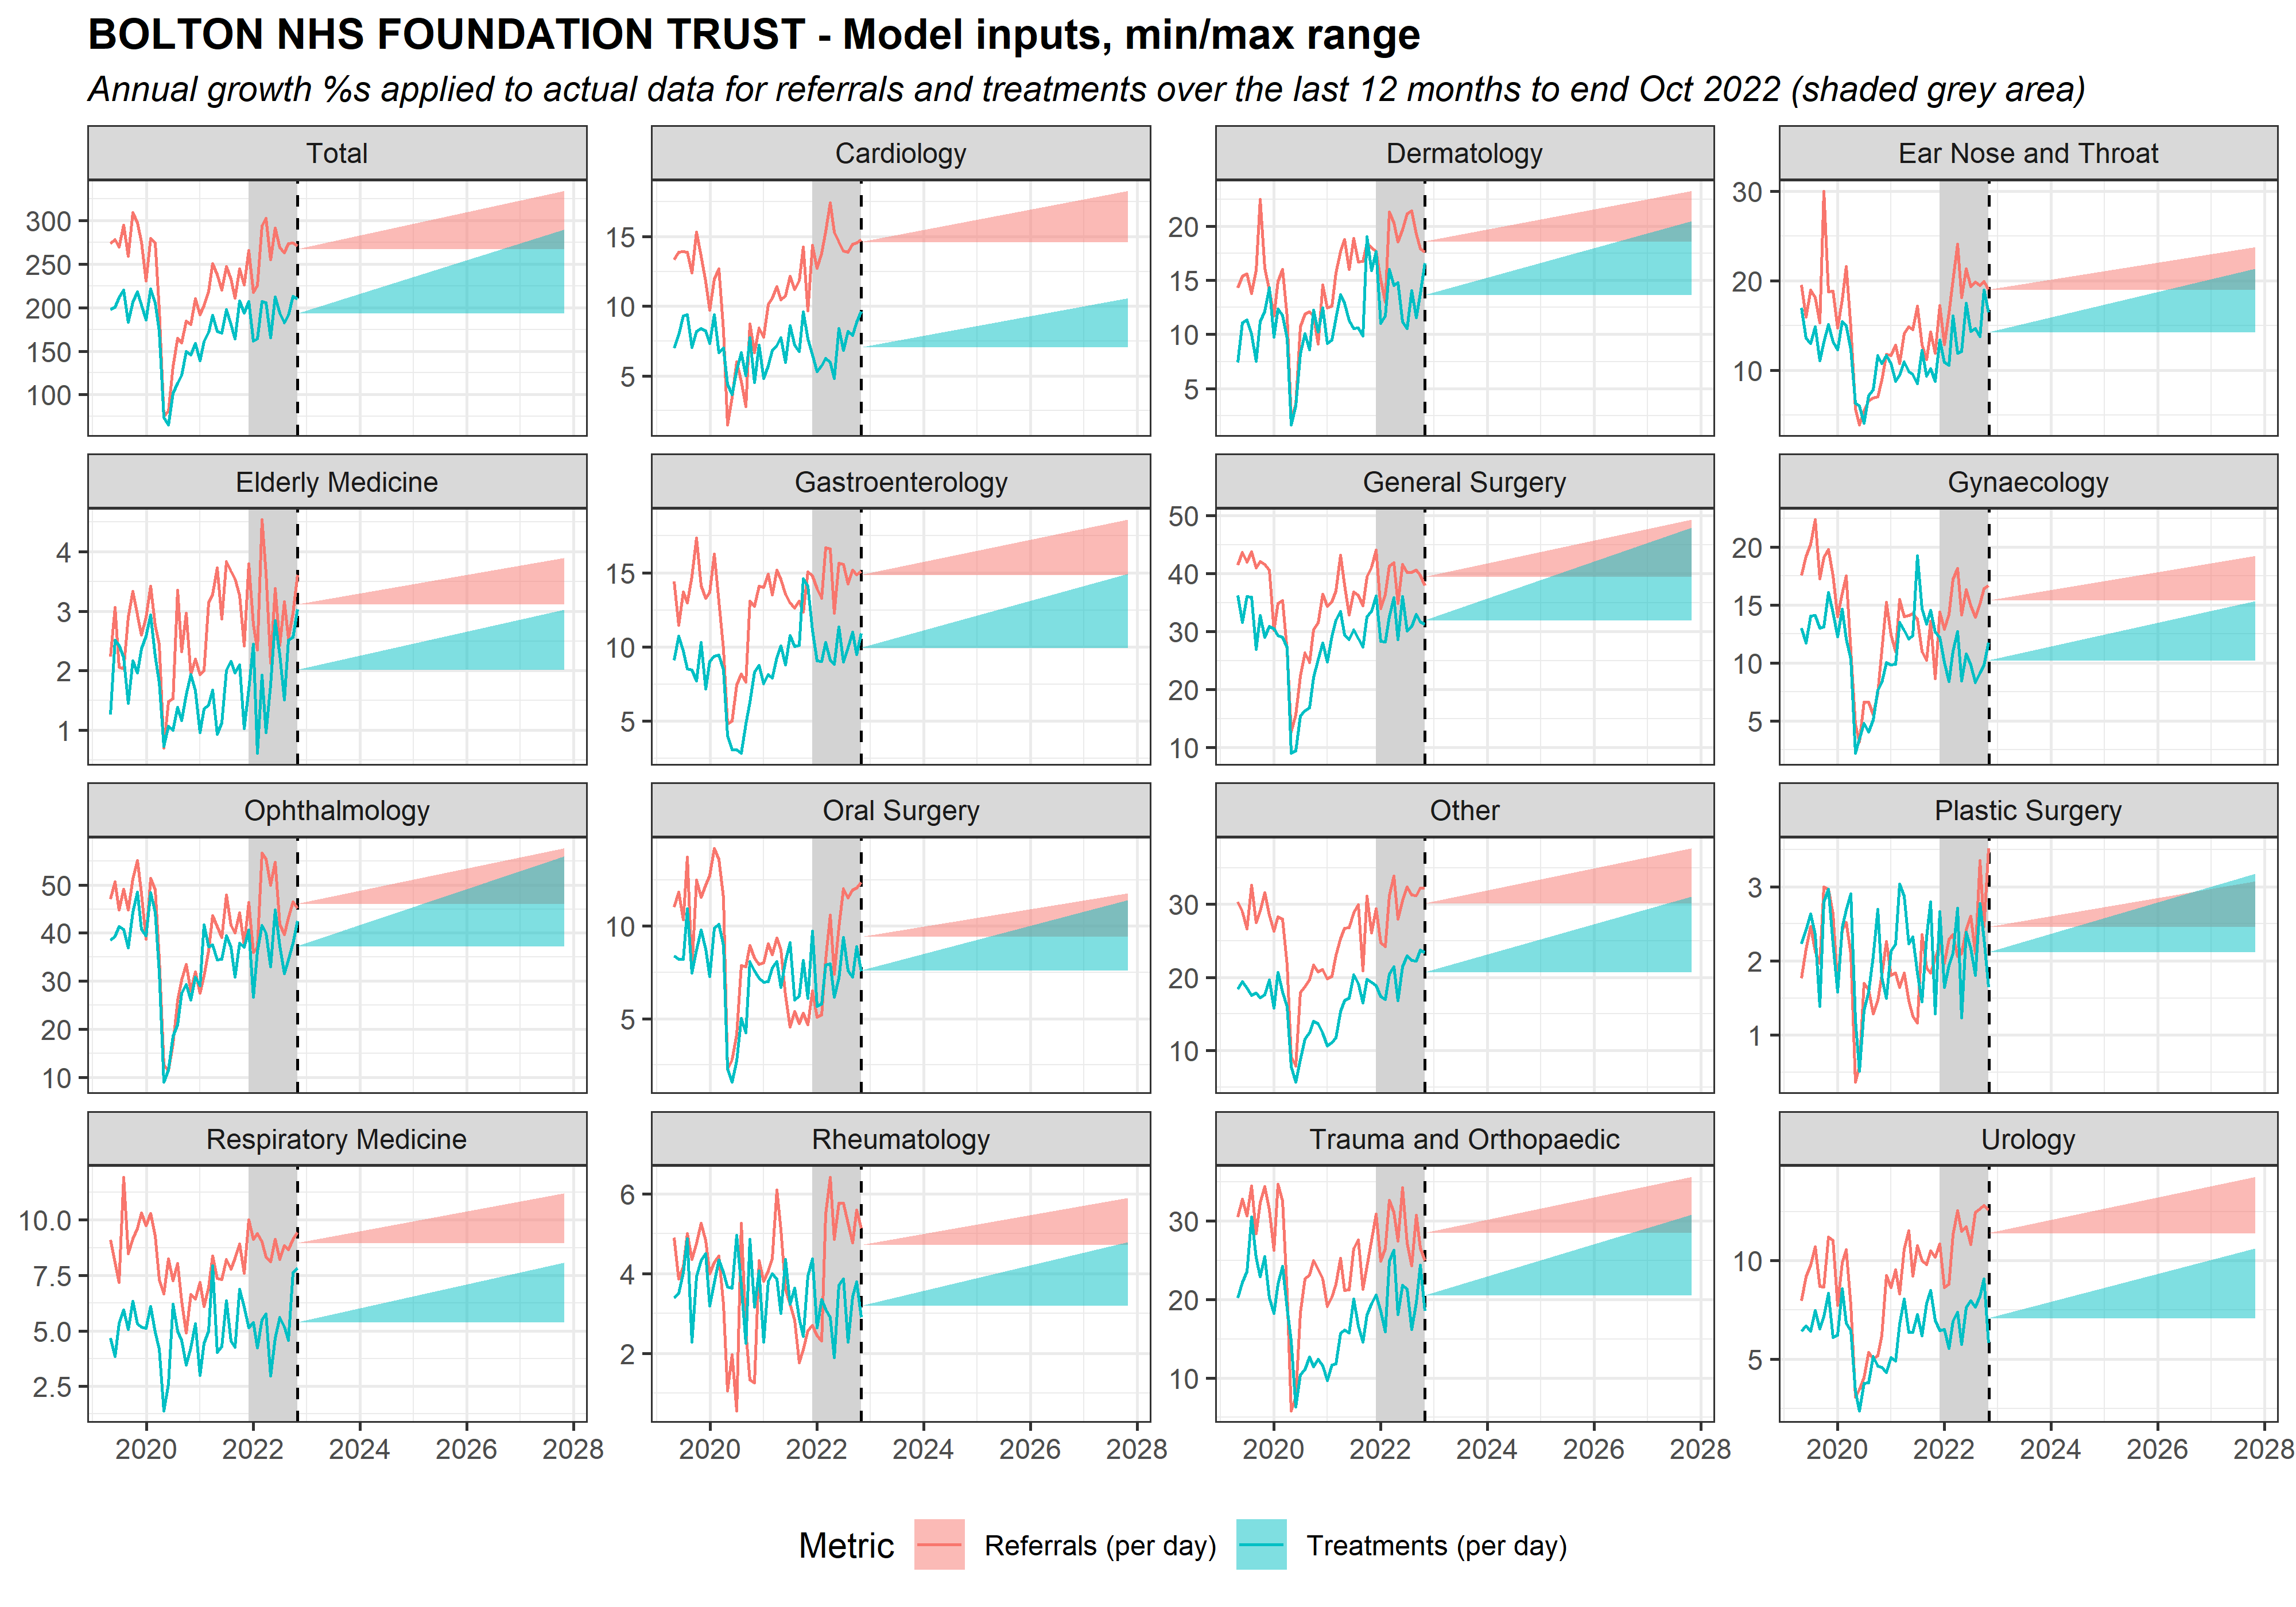 BOLTON NHS FOUNDATION TRUST - Model inputs, min/max range
Annual growth %s applied to actual data for referrals and treatments over the last 12 months to end Oct 2022 (shaded grey area)
Total
Cardiology
Dermatology
Ear Nose and Throat
300
250
200
150
100
15
10
5
20
15
10
5
30
20
10
Elderly Medicine
Gastroenterology
General Surgery
Gynaecology
4
3
2
1
15
10
5
50
40
30
20
10
20
15
10
5
Ophthalmology
Oral Surgery
Other
Plastic Surgery
50
40
30
20
10
10
5
30
20
10
3
2
1
Respiratory Medicine
Rheumatology
Trauma and Orthopaedic
Urology
10.0
7.5
5.0
2.5
6
4
2
30
20
10
10
5
2020 2022 2024 2026 2028
2020 2022 2024 2026 2028
2020 2022 2024 2026 2028
2020 2022 2024 2026 2028
Metric Referrals (per day) Treatments (per day)